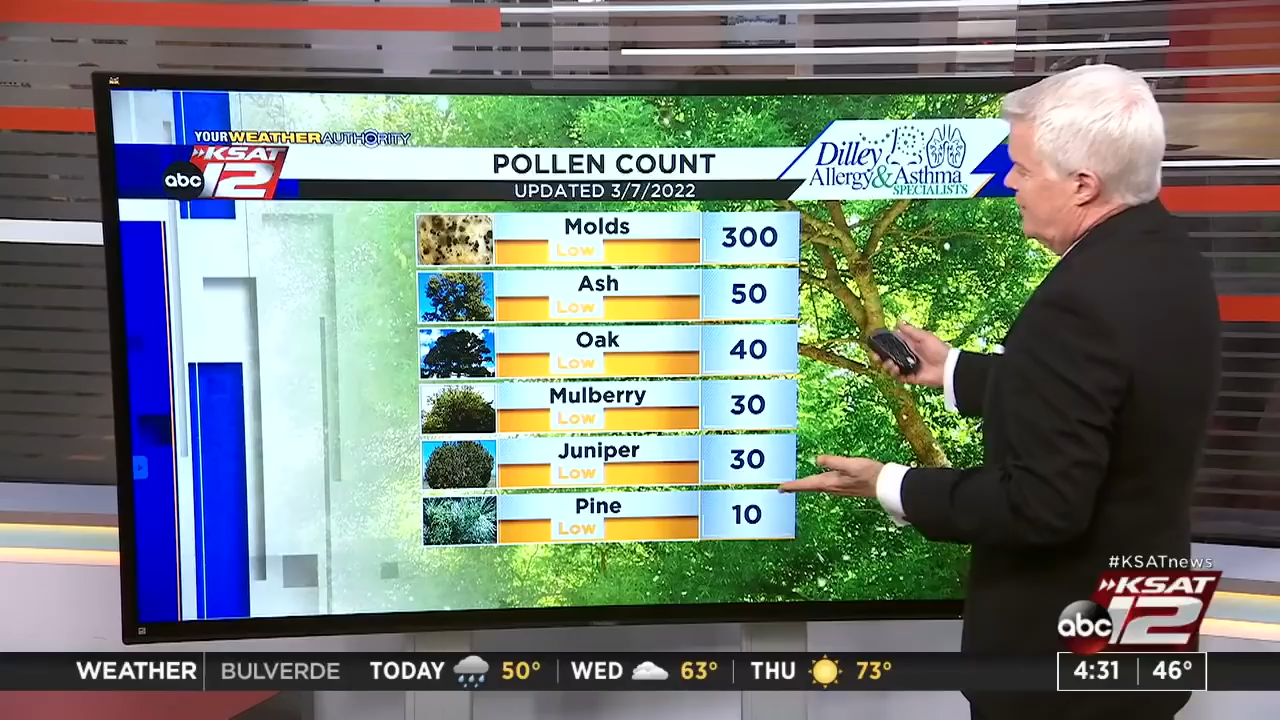 YOUR WEATHER AUTHORITY
KSAT
abc 12
POLLEN COUNT
UPDATED 3/7/2022
Dilley
Allergy & Asthma
SPECIALISTS
Molds
Low
300
Ash
Low
50
Oak
Low
40
Mulberry
Low
30
Juniper
Low
30
Pine
Low
10
#KSATnews
KSAT
abc 12
WEATHER BULVERDE TODAY 50° WED 63° THU 73° 4:31 46°